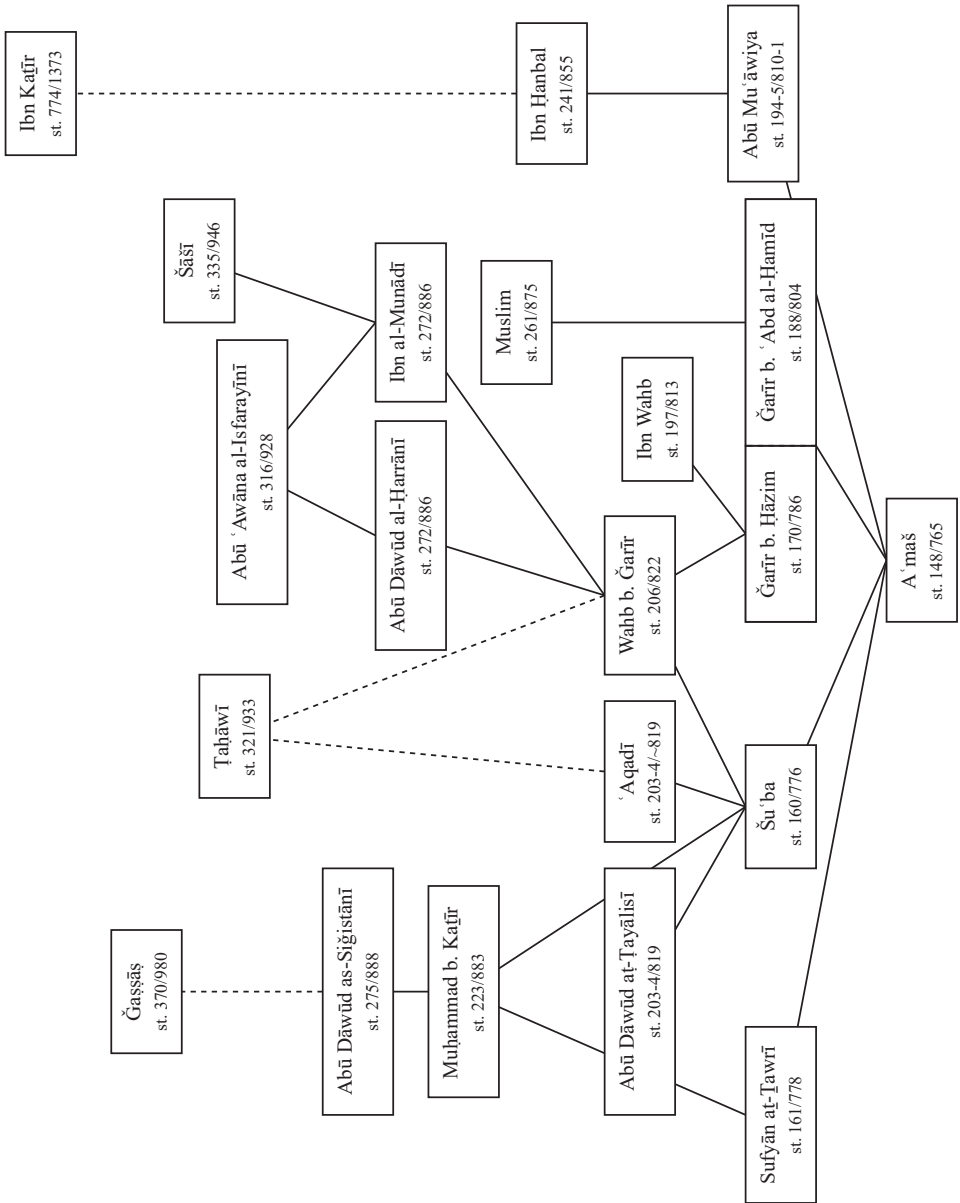 Ibn Kaṯīr
st. 774/1373
Šāšī
st. 335/946
Abū ʿAwāna al-Isfarayīnī
st. 316/928
Ṭaḥāwī
st. 321/933
Ǧaṣṣāṣ
st. 370/980
Ibn Ḥanbal
st. 241/855
Muslim
st. 261/875
Ibn al-Munādī
st. 272/886
Abū Dāwūd al-Ḥarrānī
st. 272/886
Abū Dāwūd as-Siǧistānī
st. 275/888
Muḥammad b. Kaṯīr
st. 223/883
Ibn Wahb
st. 197/813
Wahb b. Ǧarīr
st. 206/822
ʿAqadī
st. 203-4/~819
Abū Dāwūd aṭ-Ṭayālisī
st. 203-4/819
Abū Muʿāwiya
st. 194-5/810-1
Ǧarīr b. ʿAbd al-Ḥamīd
st. 188/804
Ǧarīr b. Ḥāzim
st. 170/786
Šuʿba
st. 160/776
Sufyān aṯ-Ṯawrī
st. 161/778
Aʿmaš
st. 148/765